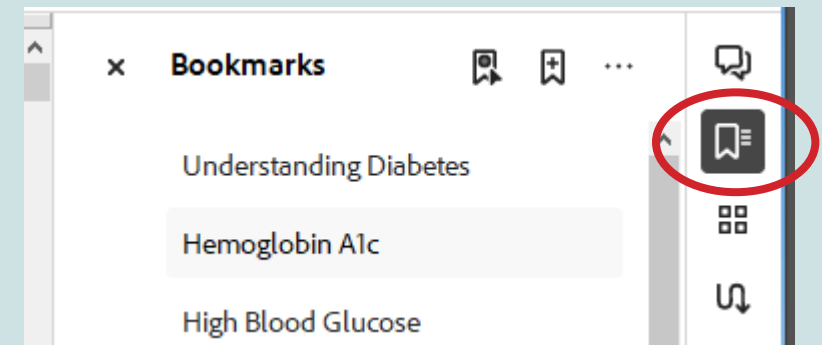 Bookmarks
Understanding Diabetes
Hemoglobin A1c
High Blood Glucose